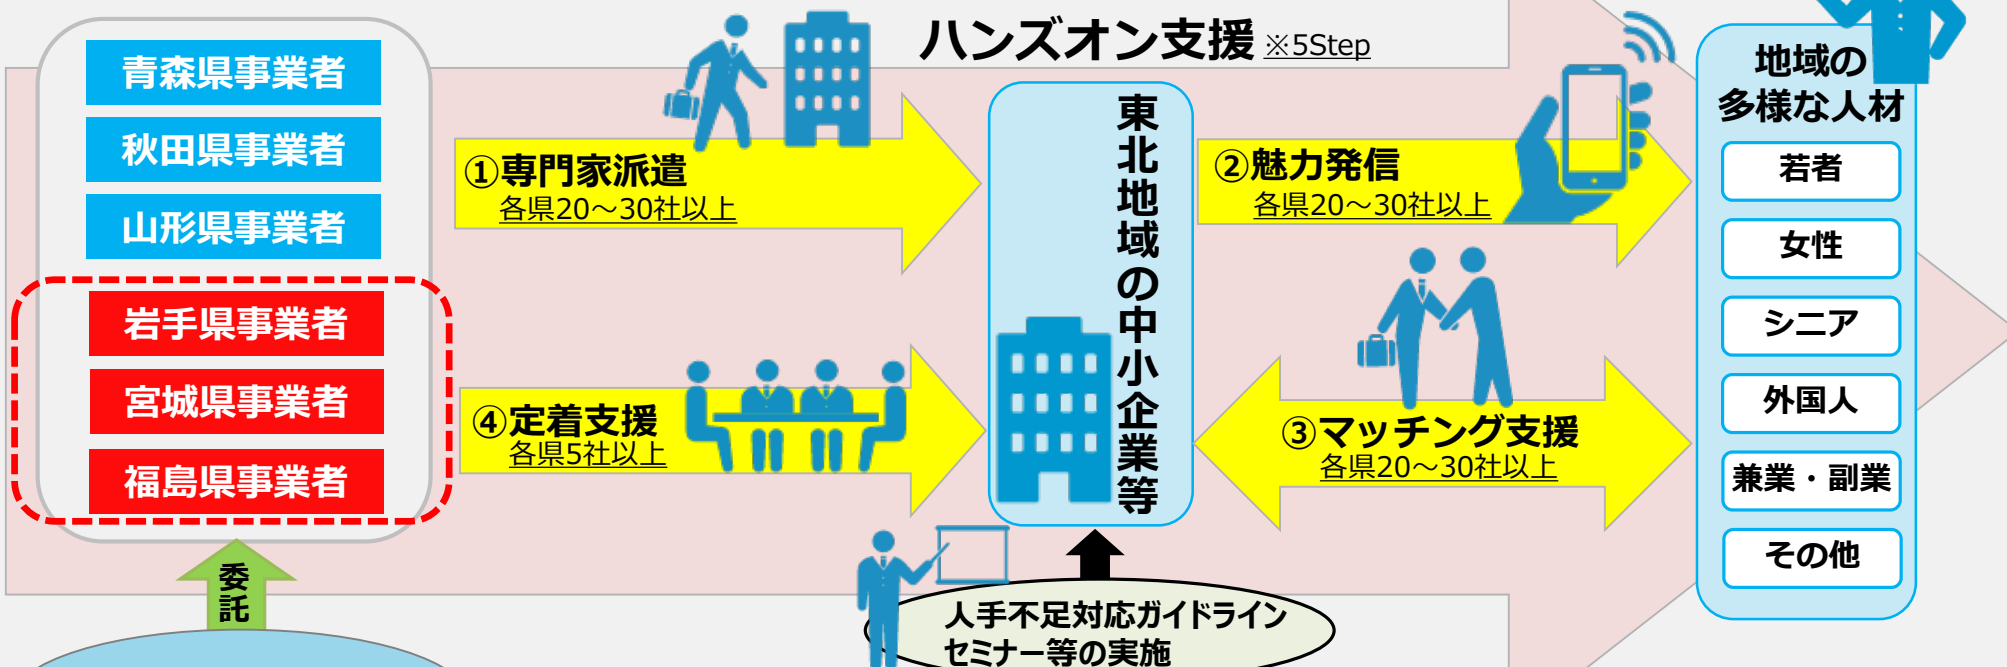 ハンズオン支援 ※5Step
青森県事業者
秋田県事業者
山形県事業者
岩手県事業者
宮城県事業者
福島県事業者
委託
①専門家派遣
各県20～30社以上
④定着支援
各県5社以上
東北地域の中小企業等
②魅力発信
各県20～30社以上
③マッチング支援
各県20～30社以上
人手不足対応ガイドライン
セミナー等の実施
地域の
多様な人材
若者
女性
シニア
外国人
兼業・副業
その他